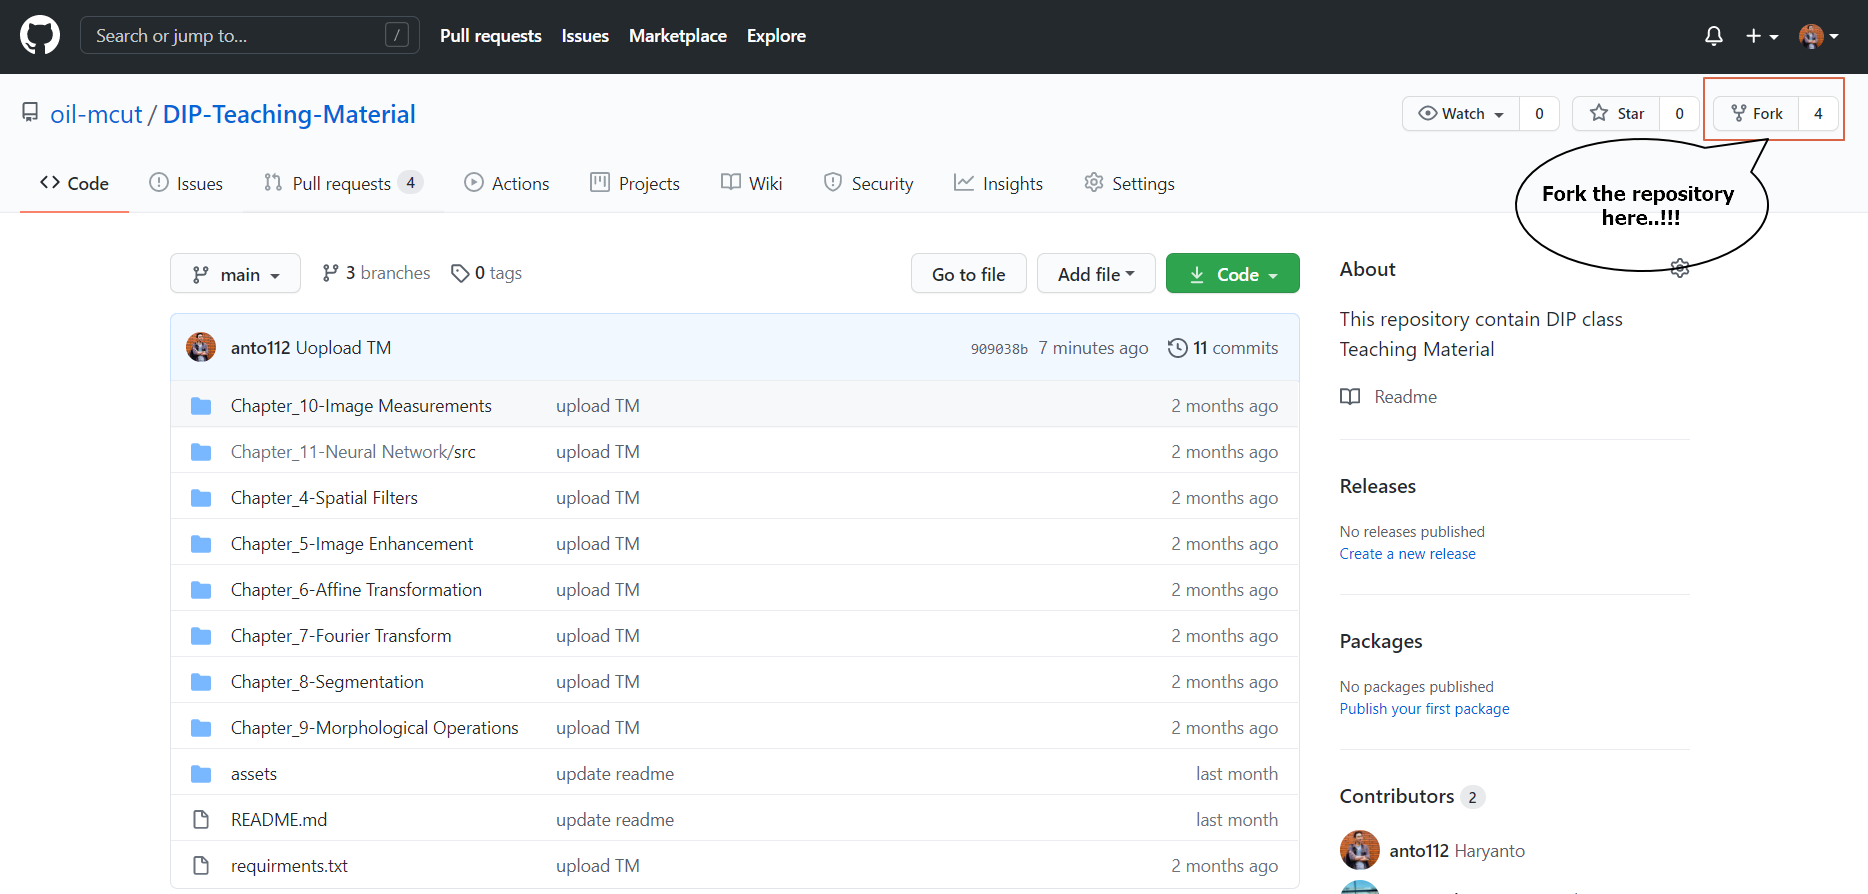 Search or jump to... /
Pull requests Issues Marketplace Explore
oil-mcut / DIP-Teaching-Material
Watch 0 Star 0 Fork 4
Code Issues Pull requests 4 Actions Projects Wiki Security Insights Settings
Fork the repository
here..!!!
main 3 branches 0 tags Go to file Add file Code
anto112 Uopload TM 909038b 7 minutes ago 11 commits
Chapter_10-Image Measurements upload TM 2 months ago
Chapter_11-Neural Network/src upload TM 2 months ago
Chapter_4-Spatial Filters upload TM 2 months ago
Chapter_5-Image Enhancement upload TM 2 months ago
Chapter_6-Affine Transformation upload TM 2 months ago
Chapter_7-Fourier Transform upload TM 2 months ago
Chapter_8-Segmentation upload TM 2 months ago
Chapter_9-Morphological Operations upload TM 2 months ago
assets update readme last month
README.md update readme last month
requirments.txt upload TM 2 months ago
About
This repository contain DIP class
Teaching Material
Readme
Releases
No releases published
Create a new release
Packages
No packages published
Publish your first package
Contributors 2
anto112 Haryanto